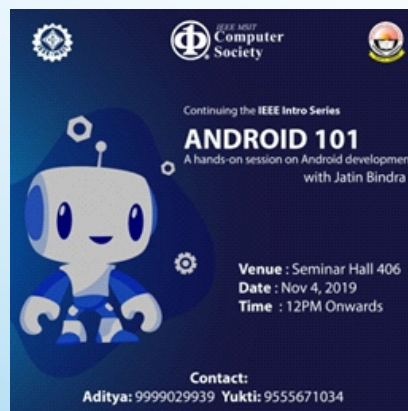 IEEE MSIT
Computer
Society
Continuing the IEEE Intro Series
ANDROID 101
A hands-on session on Android development
with Jatin Bindra
Venue : Seminar Hall 406
Date : Nov 4, 2019
Time : 12PM Onwards
Contact:
Aditya: 9999029939 Yukti: 9555671034